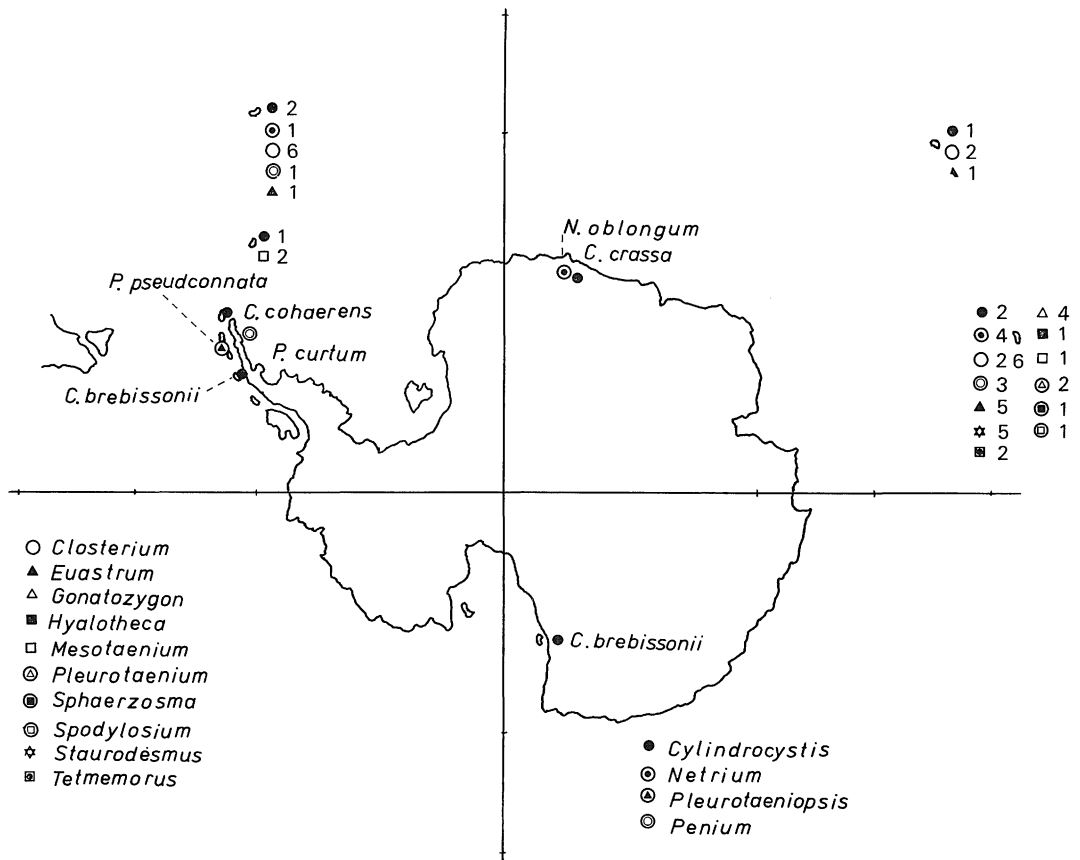 2
1
6
1
1
1
2
1
2
1
N. oblongum
C. crassa
P. pseudconnata
C. cohaerens
P. curtum
C. brebissonii
2 4
4 1
26 1
3 2
5 1
5 1
2
Closterium
Euastrum
Gonatozygon
Hyalotheca
Mesotaenium
Pleurotaenium
Sphaerzosma
Spodylosium
Staurodesmus
Tetmemorus
C. brebissonii
Cylindrocystis
Netrium
Pleurotaeniopsis
Penium